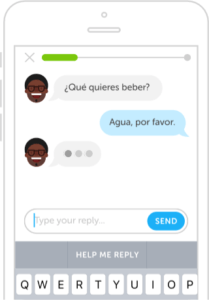 ¿Qué quieres beber?
Agua, por favor.
Type your reply...
SEND
HELP ME REPLY
Q W E R T Y U I O P